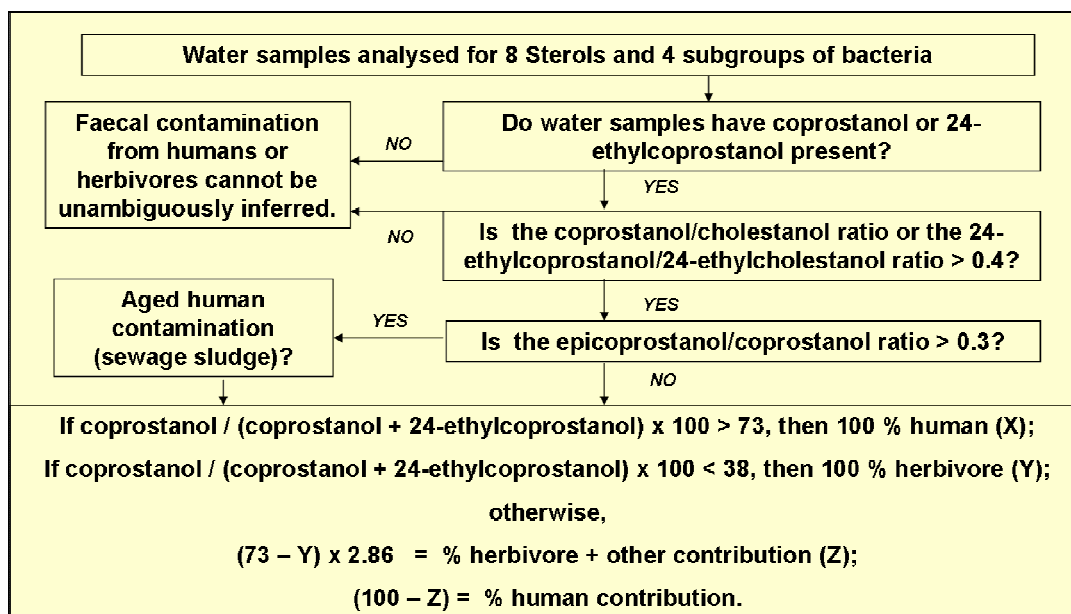 Water samples analysed for 8 Sterols and 4 subgroups of bacteria
Faecal contamination
from humans or
herbivores cannot be
unambiguously inferred.
NO
Do water samples have coprostanol or 24-
ethylcoprostanol present?
YES
NO
Is the coprostanol/cholestanol ratio or the 24-
ethylcoprostanol/24-ethylcholestanol ratio > 0.4?
YES
Aged human
contamination
(sewage sludge)?
YES
Is the epicoprostanol/coprostanol ratio > 0.3?
NO
If coprostanol / (coprostanol + 24-ethylcoprostanol) x 100 > 73, then 100 % human (X);
If coprostanol / (coprostanol + 24-ethylcoprostanol) x 100 < 38, then 100 % herbivore (Y);
otherwise,
(73 – Y) x 2.86 = % herbivore + other contribution (Z);
(100 – Z) = % human contribution.